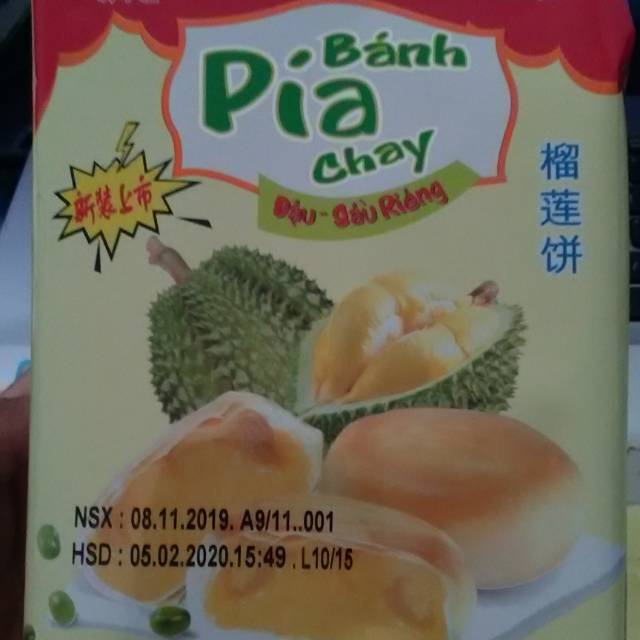 Bánh
Pía
chay
Đậu - Sầu Riêng
新装上市
榴莲饼
NSX : 08.11.2019. A9/11..001
HSD : 05.02.2020.15:49 . L10/15